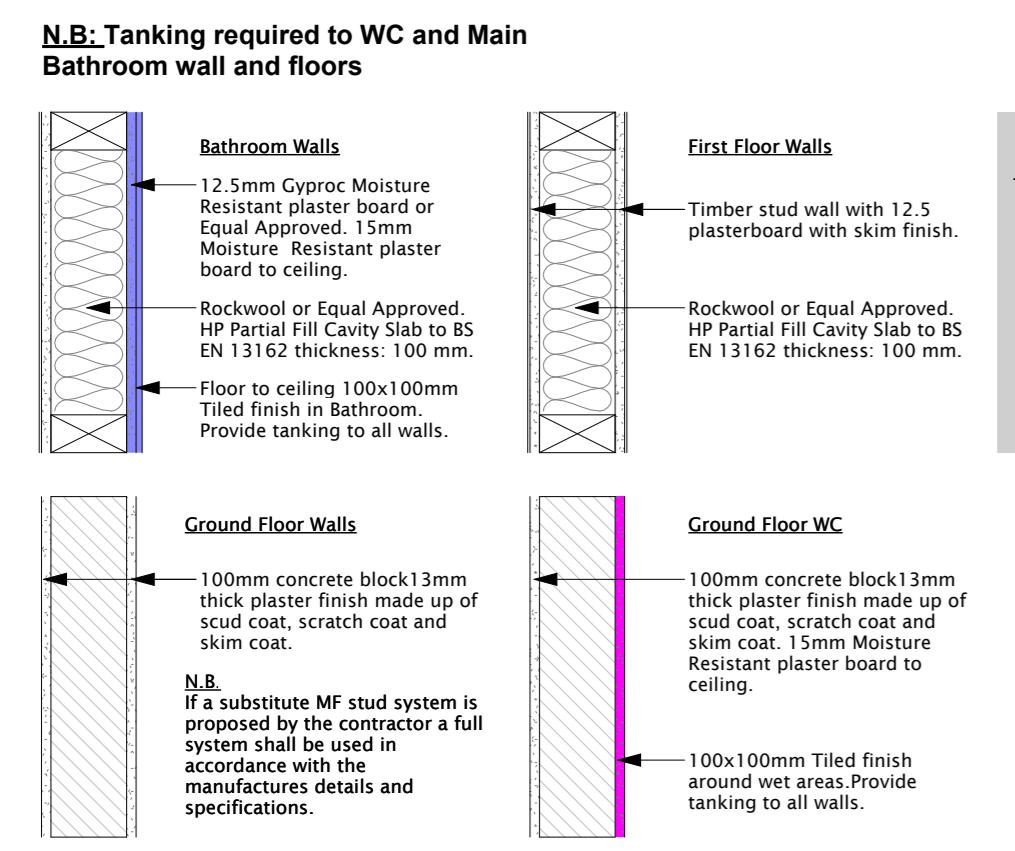 N.B: Tanking required to WC and Main
Bathroom wall and floors
Bathroom Walls
12.5mm Gyproc Moisture
Resistant plaster board or
Equal Approved. 15mm
Moisture Resistant plaster
board to ceiling.
Rockwool or Equal Approved.
HP Partial Fill Cavity Slab to BS
EN 13162 thickness: 100 mm.
Floor to ceiling 100x100mm
Tiled finish in Bathroom.
Provide tanking to all walls.
First Floor Walls
Timber stud wall with 12.5
plasterboard with skim finish.
Rockwool or Equal Approved.
HP Partial Fill Cavity Slab to BS
EN 13162 thickness: 100 mm.
Ground Floor Walls
100mm concrete block13mm
thick plaster finish made up of
scud coat, scratch coat and
skim coat.
N.B.
If a substitute MF stud system is
proposed by the contractor a full
system shall be used in
accordance with the
manufactures details and
specifications.
Ground Floor WC
100mm concrete block13mm
thick plaster finish made up of
scud coat, scratch coat and
skim coat. 15mm Moisture
Resistant plaster board to
ceiling.
100x100mm Tiled finish
around wet areas.Provide
tanking to all walls.